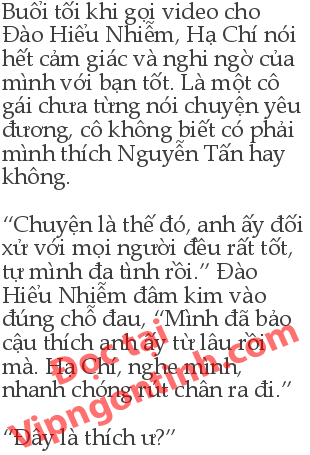 Buổi tối khi gọi video cho
Đào Hiểu Nhiễm, Hạ Chí nói
hết cảm giác và nghi ngờ của
mình với bạn tốt. Là một cô
gái chưa từng nói chuyện yêu
đương, cô không biết có phải
mình thích Nguyễn Tấn hay
không.
“Chuyện là thế đó, anh ấy đối
xử với mọi người đều rất tốt,
tự mình đa tình rồi.” Đào
Hiểu Nhiễm đâm kim vào
đúng chỗ đau, “Mình đã bảo
cậu thích anh ấy từ lâu rồi
mà. Hạ Chí, nghe mình,
nhanh chóng rút chân ra đi.”
“Đây là thích ư?”
Đọc tại
Vipngontinh.com